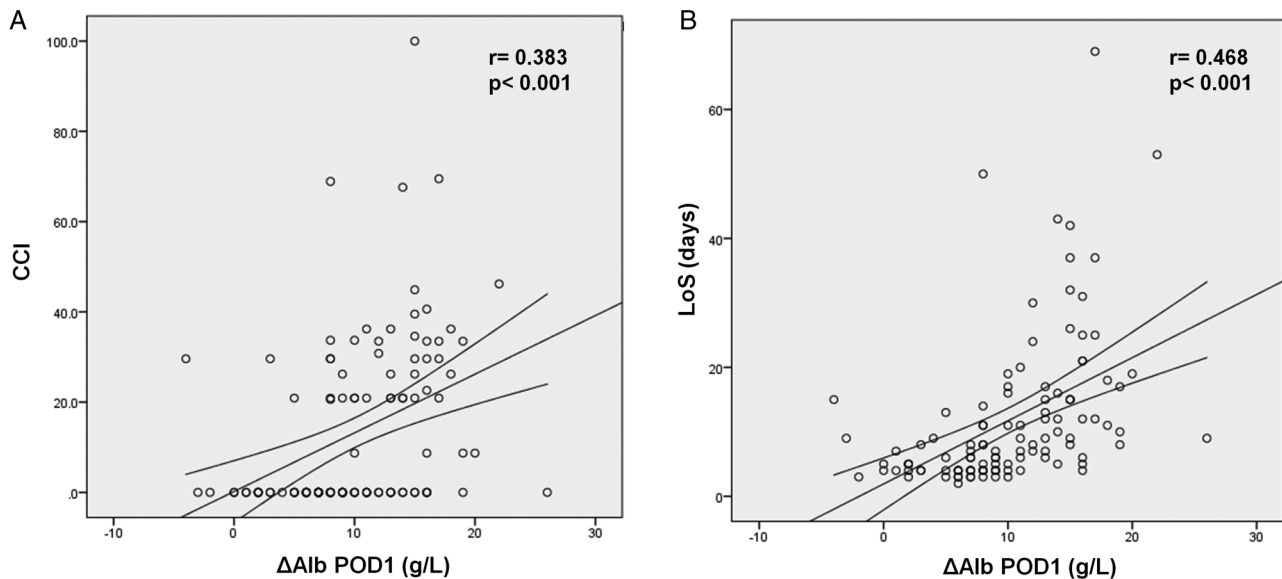 A
r= 0.383
p< 0.001
CCI
100.0
80.0
60.0
40.0
20.0
.0
-10 0 10 20 30
ΔAlb POD1 (g/L)
B
r= 0.468
p< 0.001
LoS (days)
60
40
20
0
-10 0 10 20 30
ΔAlb POD1 (g/L)